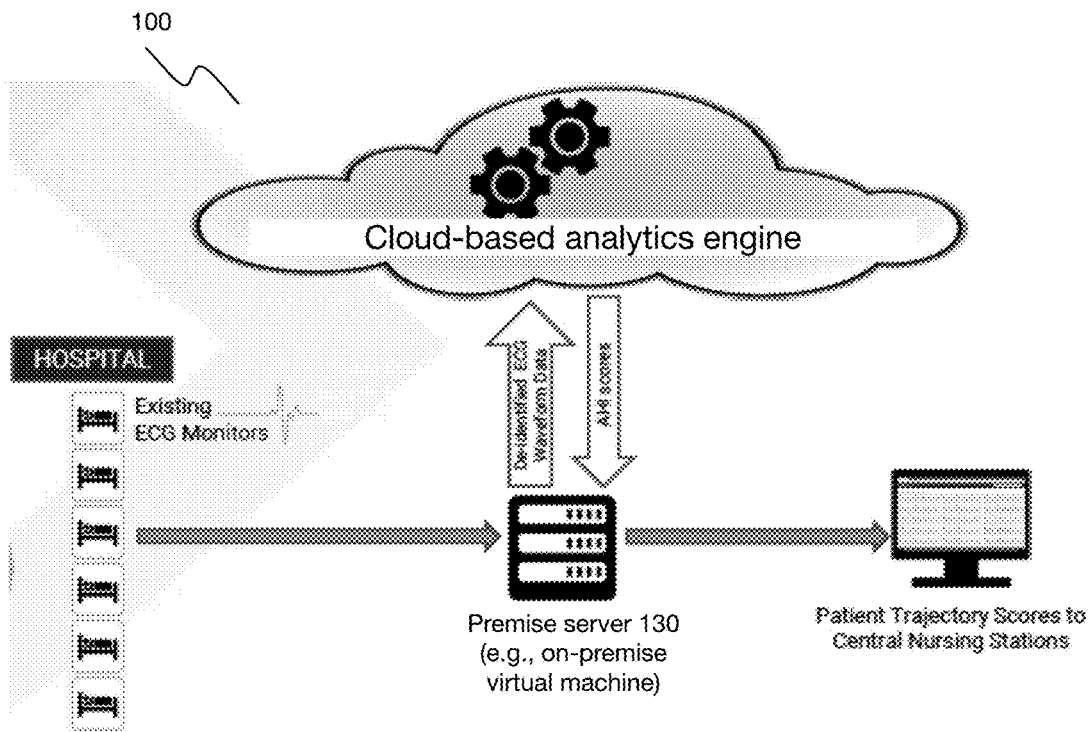 100
Cloud-based analytics engine
HOSPITAL
Existing
ECG Monitors
De-identified ECG
Waveform Data
AHI scores
Premise server 130
(e.g., on-premise
virtual machine)
Patient Trajectory Scores to
Central Nursing Stations